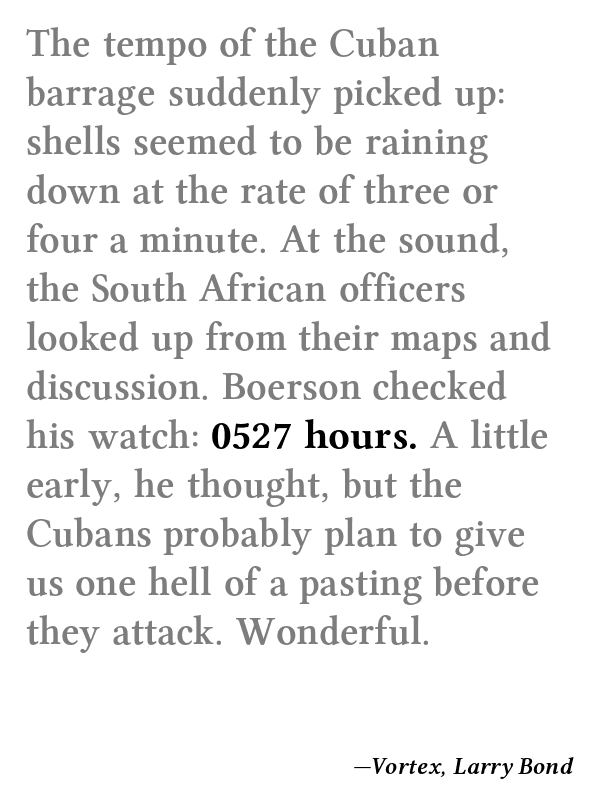 The tempo of the Cuban
barrage suddenly picked up:
shells seemed to be raining
down at the rate of three or
four a minute. At the sound,
the South African officers
looked up from their maps and
discussion. Boerson checked
his watch: 0527 hours. A little
early, he thought, but the
Cubans probably plan to give
us one hell of a pasting before
they attack. Wonderful.
—Vortex, Larry Bond